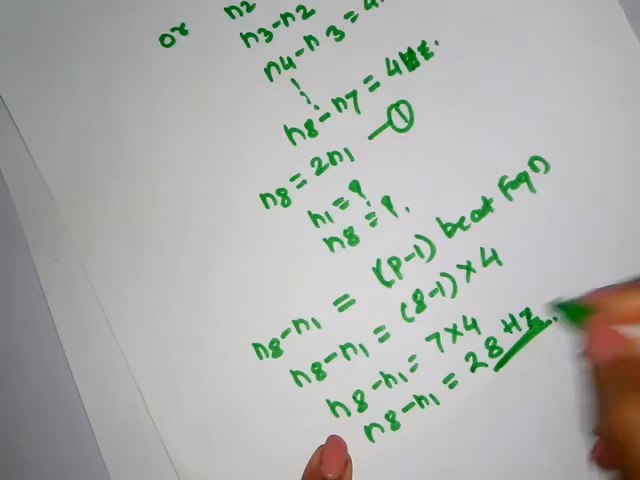 or
n2
n3-n2
n4-n3=4
n8-n7=4Hz.
n8=2n1 — 1
n1=?
n8=?.
n8-n1 = (P-1) beat Freqn
n8-n1=(8-1)×4
n8-n1=7×4
n8-n1=28 Hz.